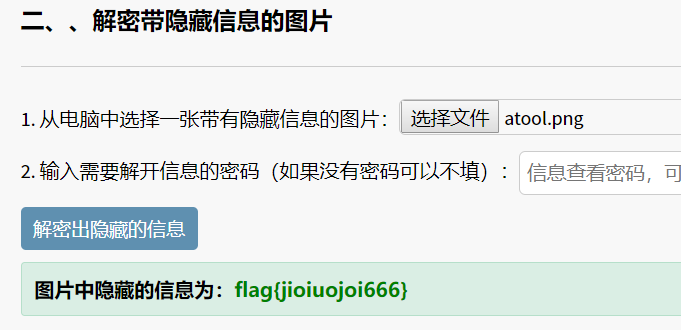 二、、解密带隐藏信息的图片
1. 从电脑中选择一张带有隐藏信息的图片： 选择文件 atool.png
2. 输入需要解开信息的密码（如果没有密码可以不填）： 信息查看密码，可
解密出隐藏的信息
图片中隐藏的信息为：flag{jioiuojoi666}